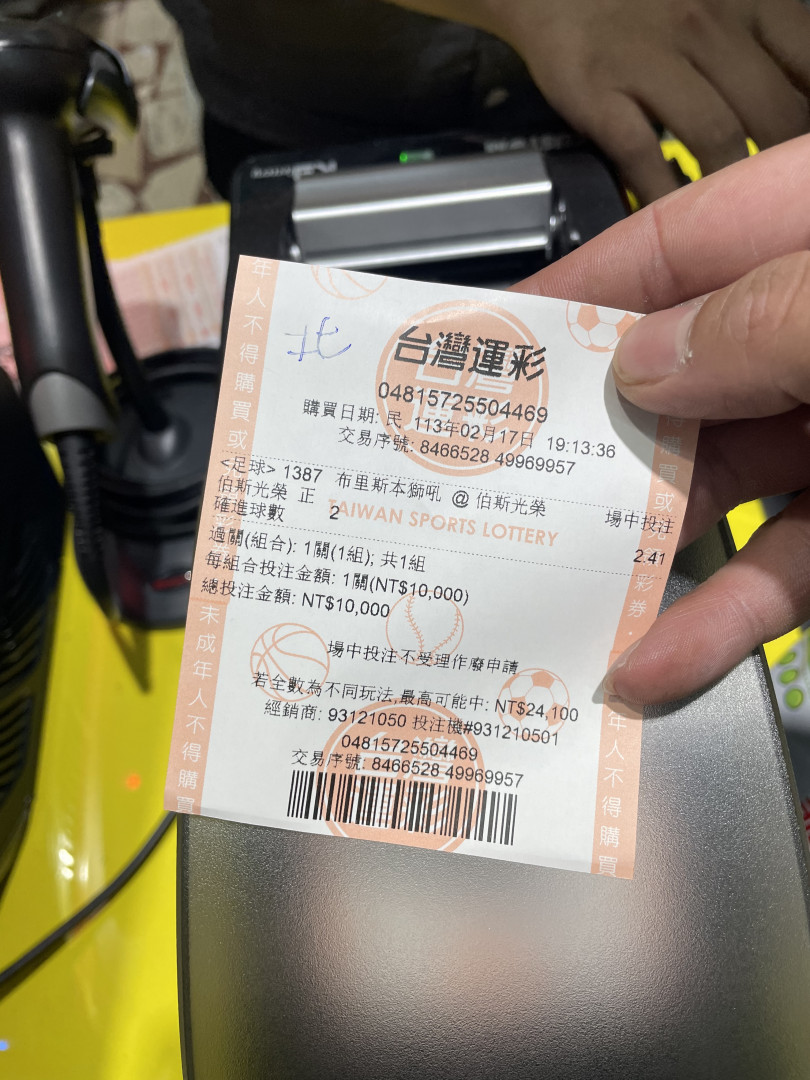 北
台灣運彩
04815725504469
購買日期: 民 113年02月17日 19:13:36
交易序號: 8466528 49969957
<足球> 1387 布里斯本獅吼 @ 伯斯光榮 場中投注
伯斯光榮 正確進球數 2 2.41
TAIWAN SPORTS LOTTERY
過關(組合): 1關(1組); 共1組
每組合投注金額: 1關(NT$10,000)
總投注金額: NT$10,000
場中投注不受理作廢申請
若全數為不同玩法,最高可能中: NT$24,100
經銷商: 93121050 投注機#931210501
04815725504469
交易序號: 8466528 49969957
年人不得購買或
未成年人不得購買
購買或兌
彩券.
年人不得購買